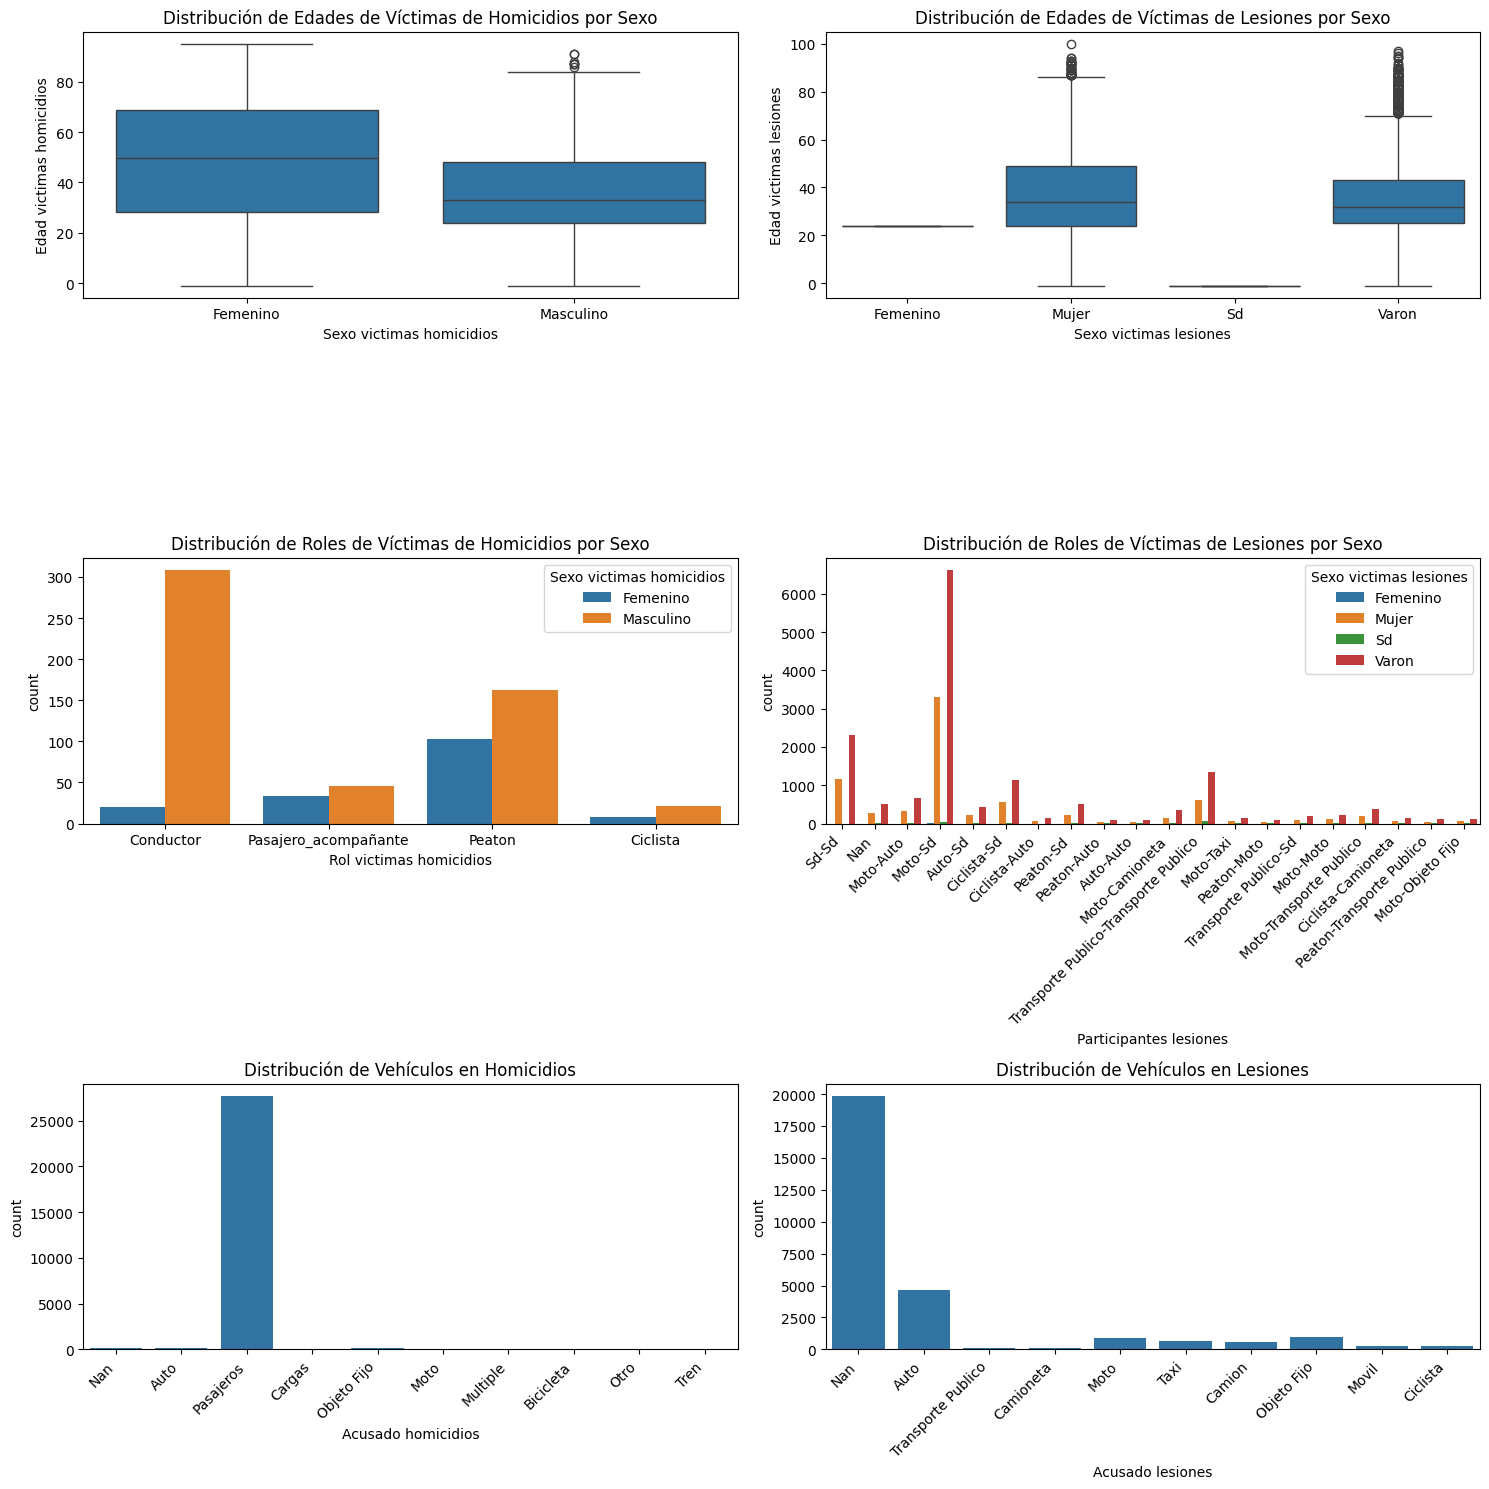 Distribución de Edades de Víctimas de Homicidios por Sexo
Edad victimas homicidios
80
60
40
20
0
Femenino Masculino
Sexo victimas homicidios
Distribución de Edades de Víctimas de Lesiones por Sexo
Edad victimas lesiones
100
80
60
40
20
0
Femenino Mujer Sd Varon
Sexo victimas lesiones
Distribución de Roles de Víctimas de Homicidios por Sexo
count
300
250
200
150
100
50
0
Sexo victimas homicidios
Femenino
Masculino
Conductor Pasajero_acompañante Peaton Ciclista
Rol victimas homicidios
Distribución de Roles de Víctimas de Lesiones por Sexo
count
6000
5000
4000
3000
2000
1000
0
Sexo victimas lesiones
Femenino
Mujer
Sd
Varon
Sd-Sd
Nan
Moto-Auto
Moto-Sd
Auto-Sd
Ciclista-Sd
Ciclista-Auto
Peaton-Sd
Peaton-Auto
Auto-Auto
Moto-Camioneta
Transporte Publico-Transporte Publico
Moto-Taxi
Peaton-Moto
Transporte Publico-Sd
Moto-Moto
Moto-Transporte Publico
Ciclista-Camioneta
Peaton-Transporte Publico
Moto-Objeto Fijo
Participantes lesiones
Distribución de Vehículos en Homicidios
count
25000
20000
15000
10000
5000
0
Nan
Auto
Pasajeros
Cargas
Objeto Fijo
Moto
Multiple
Bicicleta
Otro
Tren
Acusado homicidios
Distribución de Vehículos en Lesiones
count
20000
17500
15000
12500
10000
7500
5000
2500
0
Nan
Auto
Transporte Publico
Camioneta
Moto
Taxi
Camion
Objeto Fijo
Movil
Ciclista
Acusado lesiones